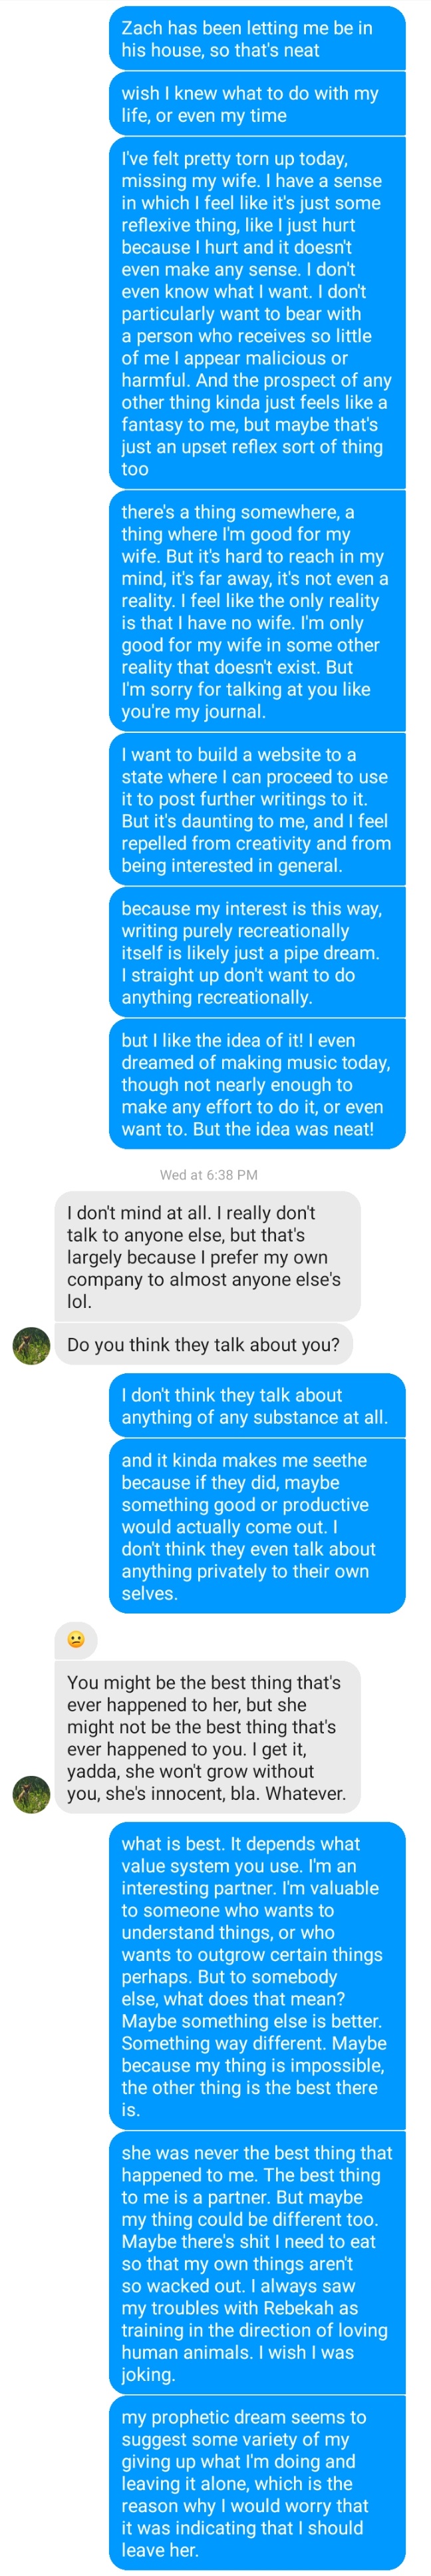 Zach has been letting me be in
his house, so that's neat
wish I knew what to do with my
life, or even my time
I've felt pretty torn up today,
missing my wife. I have a sense
in which I feel like it's just some
reflexive thing, like I just hurt
because I hurt and it doesn't
even make any sense. I don't
even know what I want. I don't
particularly want to bear with
a person who receives so little
of me I appear malicious or
harmful. And the prospect of any
other thing kinda just feels like a
fantasy to me, but maybe that's
just an upset reflex sort of thing
too
there's a thing somewhere, a
thing where I'm good for my
wife. But it's hard to reach in my
mind, it's far away, it's not even a
reality. I feel like the only reality
is that I have no wife. I'm only
good for my wife in some other
reality that doesn't exist. But
I'm sorry for talking at you like
you're my journal.
I want to build a website to a
state where I can proceed to use
it to post further writings to it.
But it's daunting to me, and I feel
repelled from creativity and from
being interested in general.
because my interest is this way,
writing purely recreationally
itself is likely just a pipe dream.
I straight up don't want to do
anything recreationally.
but I like the idea of it! I even
dreamed of making music today,
though not nearly enough to
make any effort to do it, or even
want to. But the idea was neat!
Wed at 6:38 PM
I don't mind at all. I really don't
talk to anyone else, but that's
largely because I prefer my own
company to almost anyone else's
lol.
Do you think they talk about you?
I don't think they talk about
anything of any substance at all.
and it kinda makes me seethe
because if they did, maybe
something good or productive
would actually come out. I
don't think they even talk about
anything privately to their own
selves.
😕
You might be the best thing that's
ever happened to her, but she
might not be the best thing that's
ever happened to you. I get it,
yadda, she won't grow without
you, she's innocent, bla. Whatever.
what is best. It depends what
value system you use. I'm an
interesting partner. I'm valuable
to someone who wants to
understand things, or who
wants to outgrow certain things
perhaps. But to somebody
else, what does that mean?
Maybe something else is better.
Something way different. Maybe
because my thing is impossible,
the other thing is the best there
is.
she was never the best thing that
happened to me. The best thing
to me is a partner. But maybe
my thing could be different too.
Maybe there's shit I need to eat
so that my own things aren't
so wacked out. I always saw
my troubles with Rebekah as
training in the direction of loving
human animals. I wish I was
joking.
my prophetic dream seems to
suggest some variety of my
giving up what I'm doing and
leaving it alone, which is the
reason why I would worry that
it was indicating that I should
leave her.